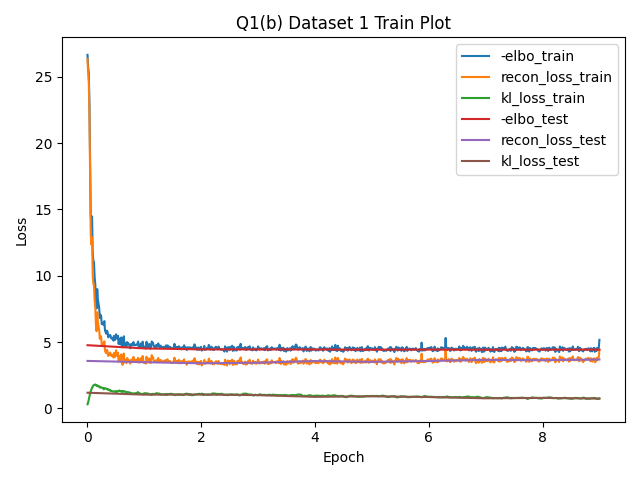 Q1(b) Dataset 1 Train Plot
-elbo_train
recon_loss_train
kl_loss_train
-elbo_test
recon_loss_test
kl_loss_test
Loss
25
20
15
10
5
0
0 2 4 6 8
Epoch